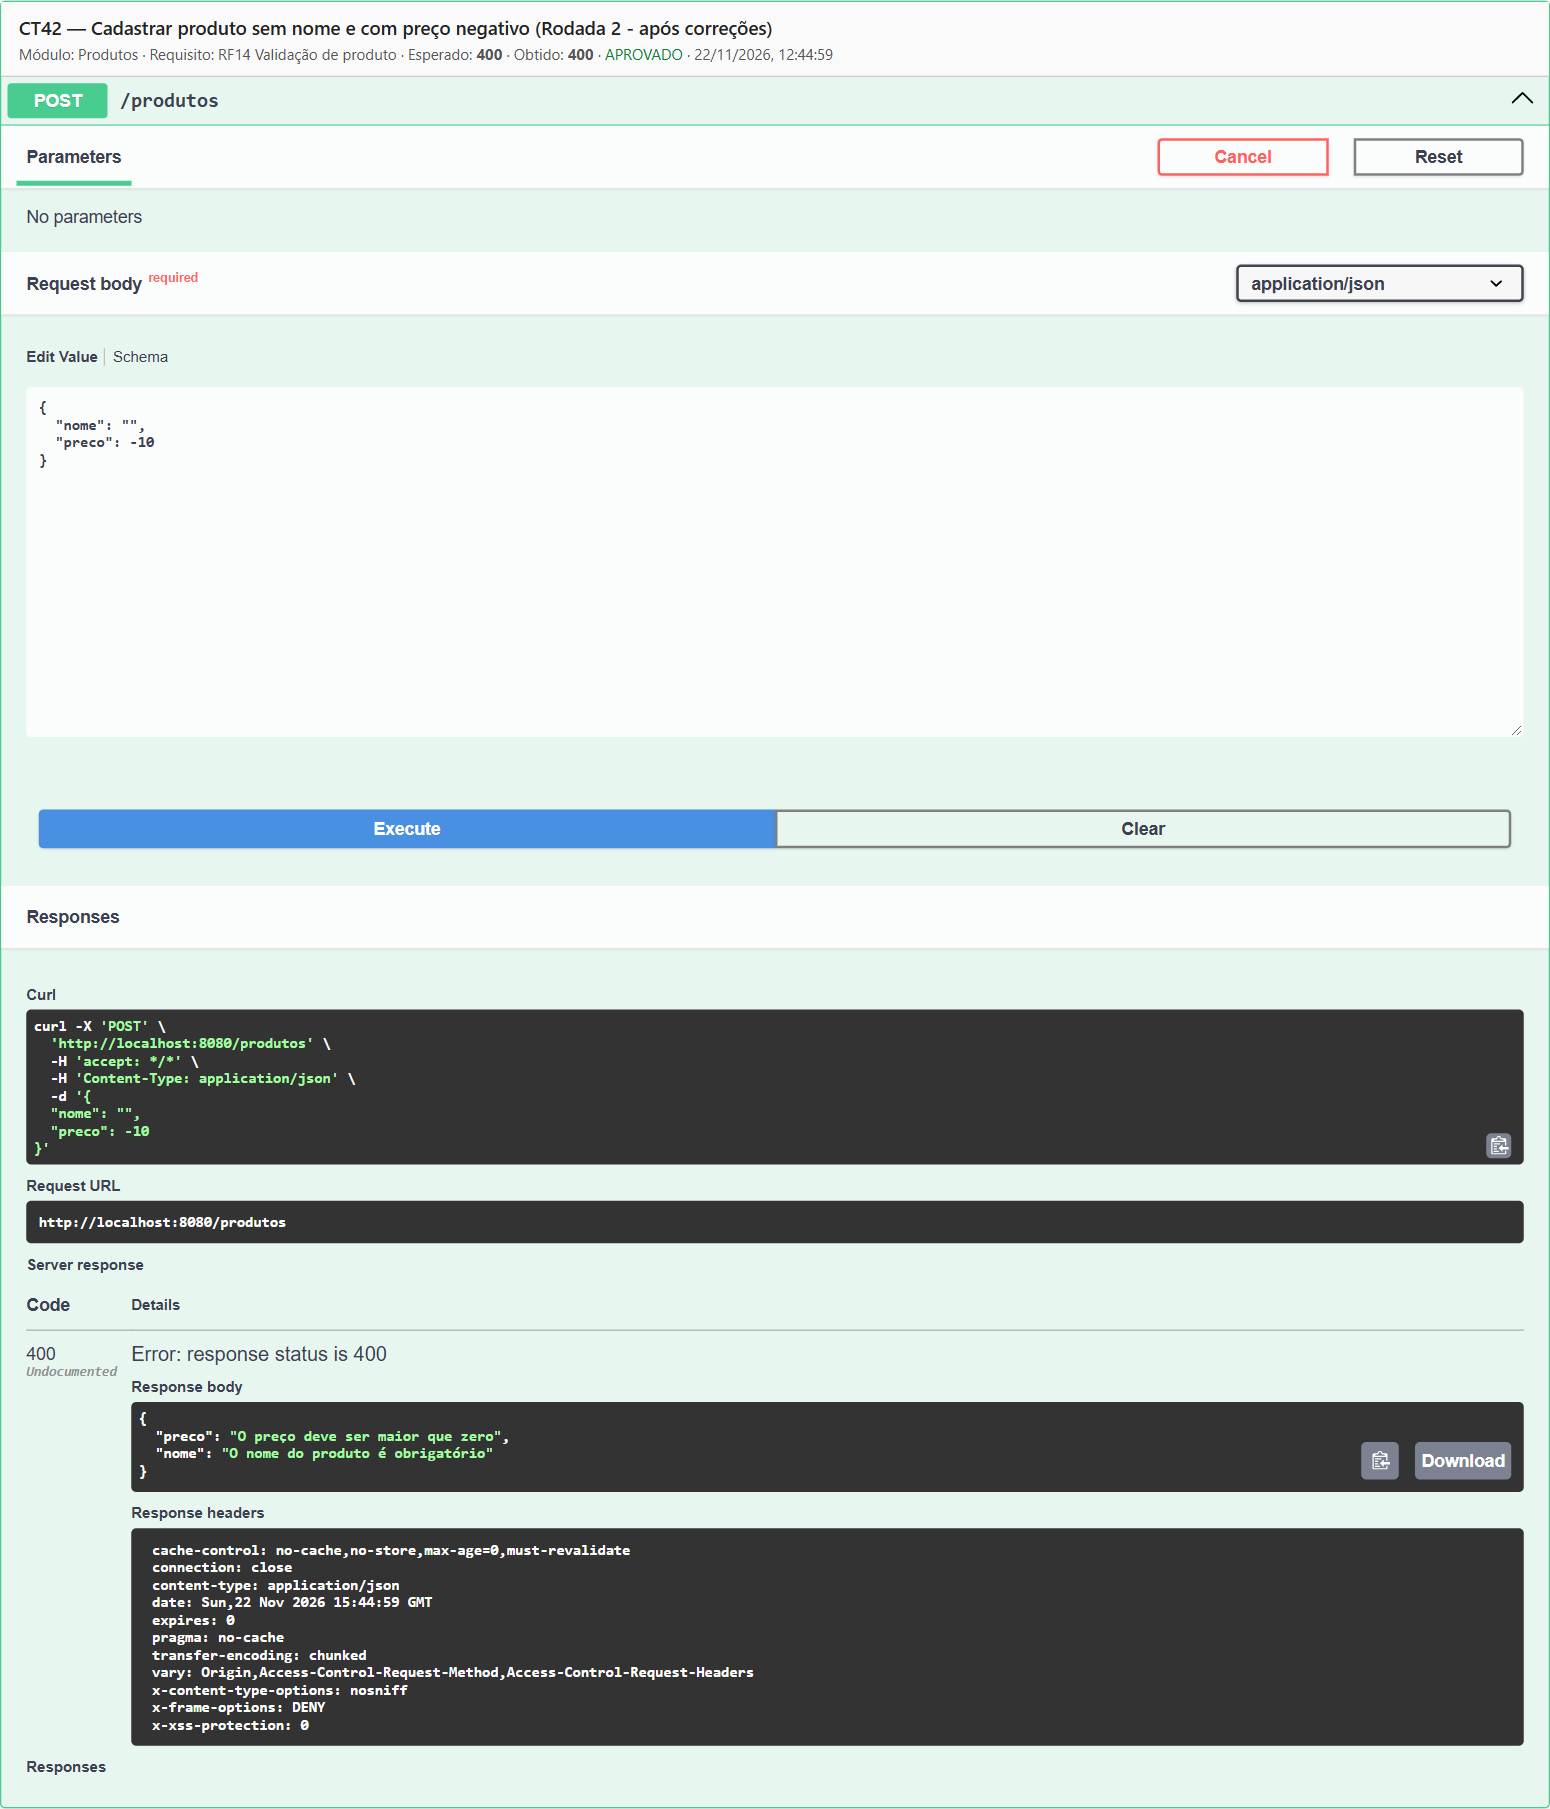 CT42 — Cadastrar produto sem nome e com preço negativo (Rodada 2 - após correções)
Módulo: Produtos · Requisito: RF14 Validação de produto · Esperado: 400 · Obtido: 400 · APROVADO · 22/11/2026, 12:44:59
POST /produtos
Parameters
Cancel
Reset
No parameters
Request body required
application/json
Edit Value
Schema
{
  "nome": "",
  "preco": -10
}
Execute
Clear
Responses
Curl
curl -X 'POST' \
  'http://localhost:8080/produtos' \
  -H 'accept: */*' \
  -H 'Content-Type: application/json' \
  -d '{
  "nome": "",
  "preco": -10
}'
Request URL
http://localhost:8080/produtos
Server response
Code
Details
400
Undocumented
Error: response status is 400
Response body
{
  "preco": "O preço deve ser maior que zero",
  "nome": "O nome do produto é obrigatório"
}
Download
Response headers
cache-control: no-cache,no-store,max-age=0,must-revalidate
connection: close
content-type: application/json
date: Sun,22 Nov 2026 15:44:59 GMT
expires: 0
pragma: no-cache
transfer-encoding: chunked
vary: Origin,Access-Control-Request-Method,Access-Control-Request-Headers
x-content-type-options: nosniff
x-frame-options: DENY
x-xss-protection: 0
Responses